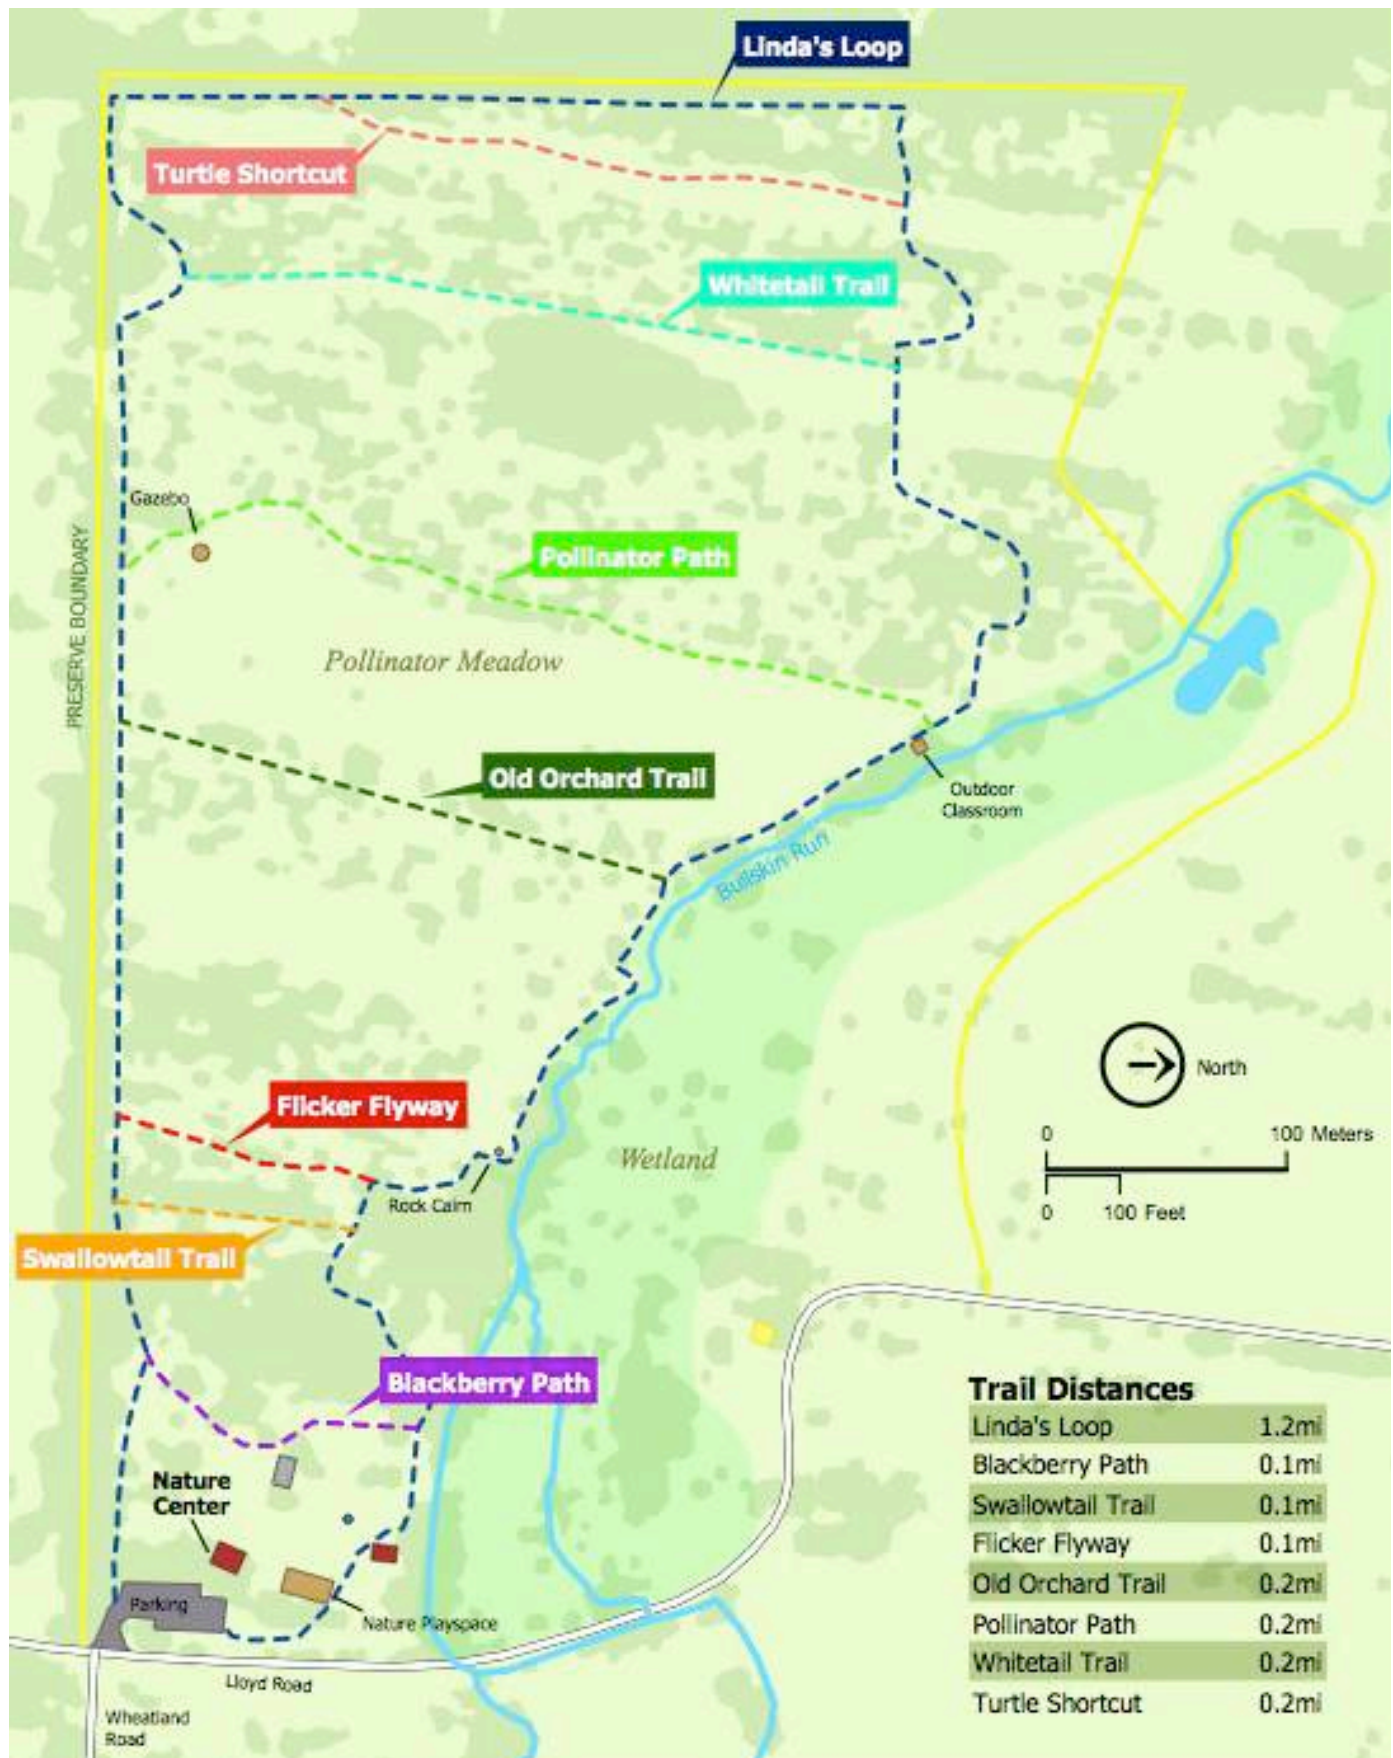 Linda's Loop
Turtle Shortcut
Whitetail Trail
Gazebo
Pollinator Path
PRESERVE BOUNDARY
Pollinator Meadow
Old Orchard Trail
Outdoor
Classroom
Bullskin Run
North
Flicker Flyway
0
100 Meters
Wetland
Rock Cairn
0
100 Feet
Swallowtail Trail
Blackberry Path
Trail Distances
Linda's Loop 1.2mi
Blackberry Path 0.1mi
Swallowtail Trail 0.1mi
Flicker Flyway 0.1mi
Old Orchard Trail 0.2mi
Pollinator Path 0.2mi
Whitetail Trail 0.2mi
Turtle Shortcut 0.2mi
Nature
Center
Parking
Nature Playspace
Lloyd Road
Wheatland
Road